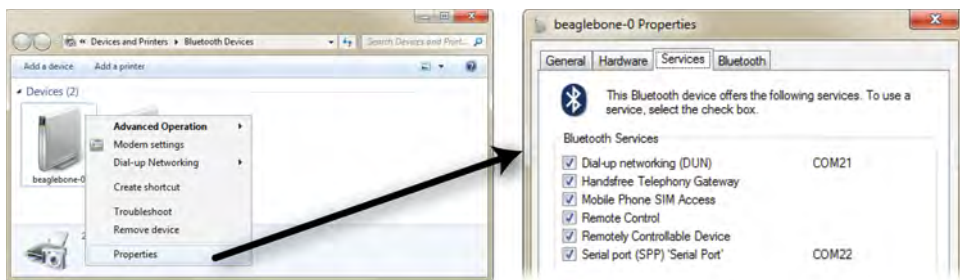 « Devices and Printers ▸ Bluetooth Devices
Search Devices and Print...
Add a device Add a printer
Devices (2)
beaglebone-0
Advanced Operation
Modem settings
Dial-up Networking
Create shortcut
Troubleshoot
Remove device
Properties
2
beaglebone-0 Properties
General Hardware Services Bluetooth
This Bluetooth device offers the following services. To use a
service, select the check box.
Bluetooth Services
Dial-up networking (DUN) COM21
Handsfree Telephony Gateway
Mobile Phone SIM Access
Remote Control
Remotely Controllable Device
Serial port (SPP) 'Serial Port' COM22